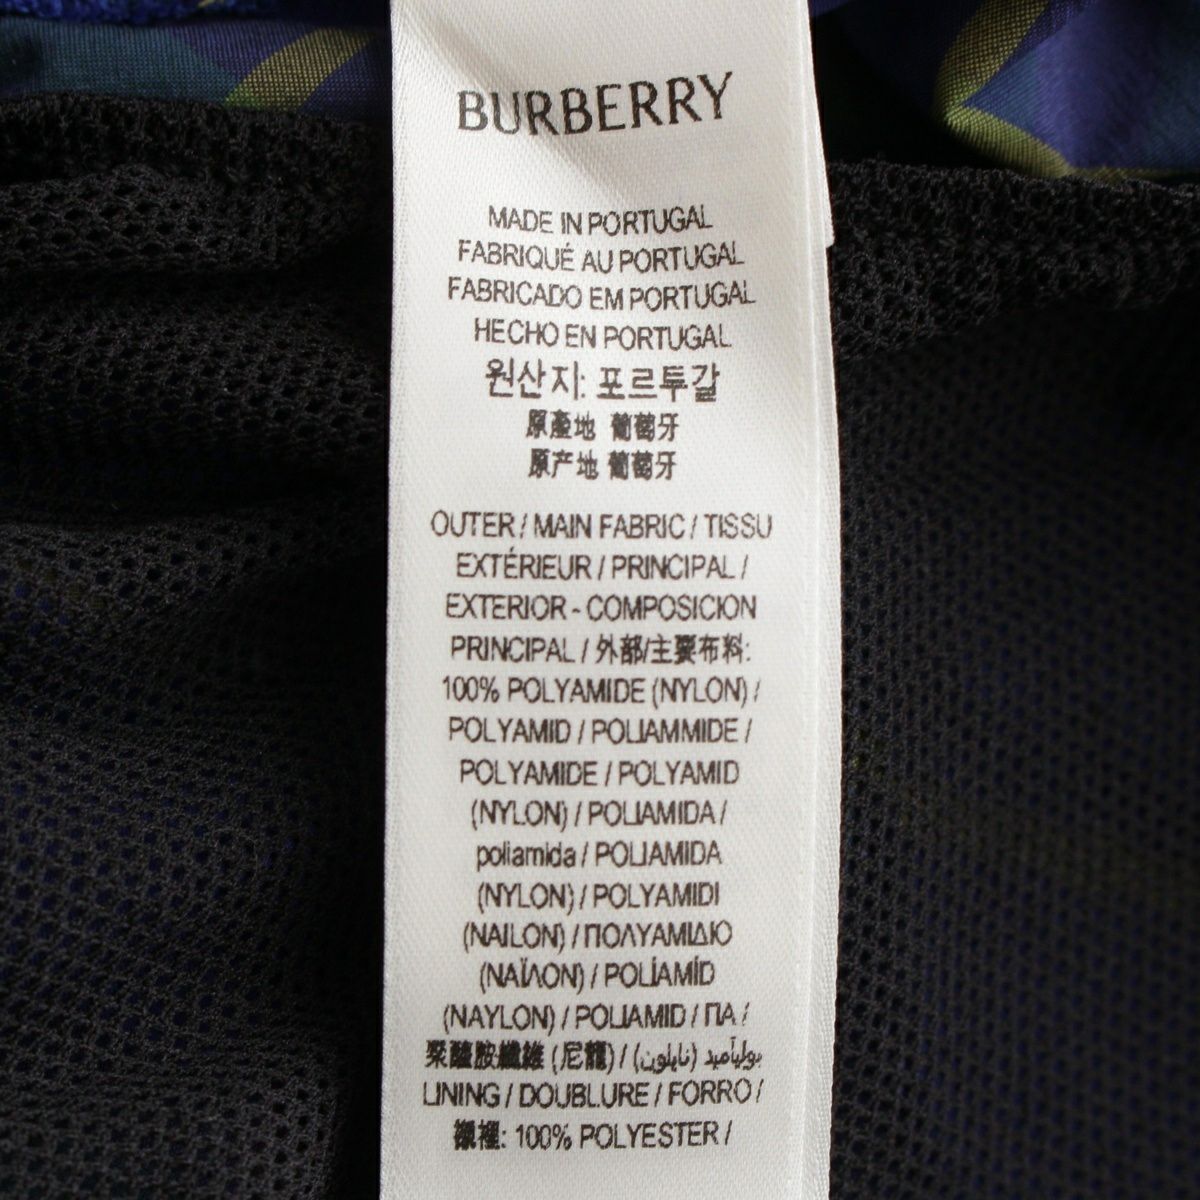 BURBERRY
MADE IN PORTUGAL
FABRIQUÉ AU PORTUGAL
FABRICADO EM PORTUGAL
HECHO EN PORTUGAL
원산지: 포르투갈
原產地 葡萄牙
原产地 葡萄牙
OUTER / MAIN FABRIC / TISSU
EXTÉRIEUR / PRINCIPAL /
EXTERIOR - COMPOSICION
PRINCIPAL / 外部/主要布料:
100% POLYAMIDE (NYLON) /
POLYAMID / POLIAMMIDE /
POLYAMIDE / POLYAMID
(NYLON) / POLIAMIDA /
poliamida / POLIAMIDA
(NYLON) / POLYAMIDI
(NAILON) / ΠΟΛΥΑΜΙΔΙΟ
(ΝΑΪΛΟΝ) / POLÍAMÍD
(NAYLON) / POLIAMID / ПА /
聚醯胺纖維 (尼龍) / بوليأميد (نايلون)
LINING / DOUBLURE / FORRO /
襯裡: 100% POLYESTER /